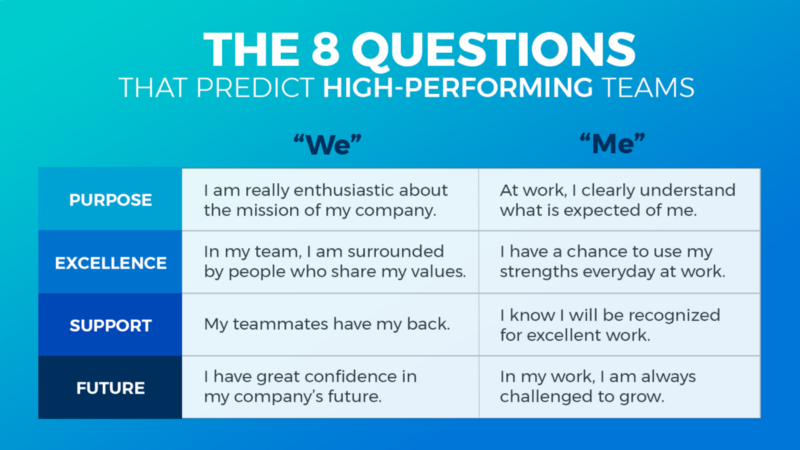 THE 8 QUESTIONS
THAT PREDICT HIGH-PERFORMING TEAMS
“We”
“Me”
PURPOSE
I am really enthusiastic about
the mission of my company.
At work, I clearly understand
what is expected of me.
EXCELLENCE
In my team, I am surrounded
by people who share my values.
I have a chance to use my
strengths everyday at work.
SUPPORT
My teammates have my back.
I know I will be recognized
for excellent work.
FUTURE
I have great confidence in
my company’s future.
In my work, I am always
challenged to grow.